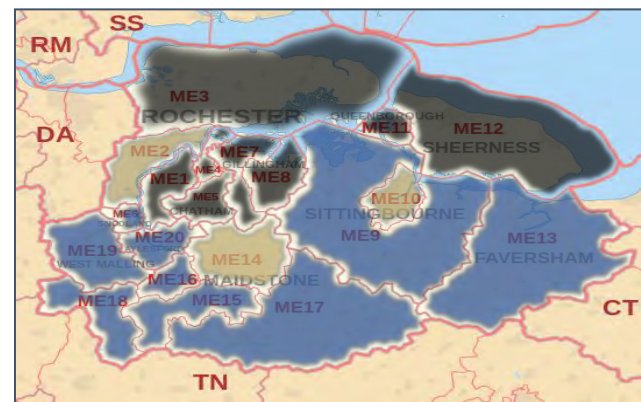 SS
RM
DA
ME3
ROCHESTER
QUEENBOROUGH
ME11
ME12
SHEERNESS
ME2
ME7
GILLINGHAM
ME4
ME1
ME8
ME5
CHATHAM
ME10
SITTINGBOURNE
ME9
ME13
FAVERSHAM
ME6
ME20
ME19
WEST MALLING
ME14
MAIDSTONE
ME16
ME18
ME15
ME17
CT
TN